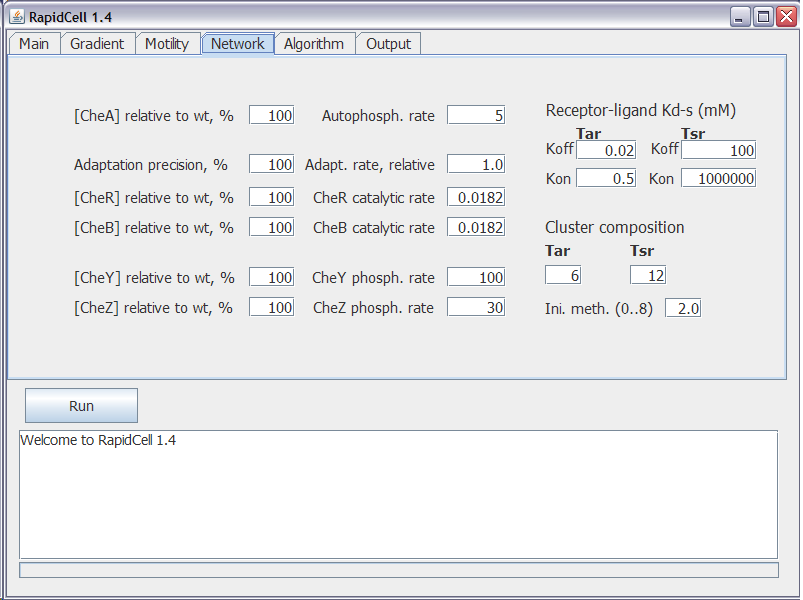 RapidCell 1.4
Main Gradient Motility Network Algorithm Output
[CheA] relative to wt, % 100 Autophosph. rate 5
Adaptation precision, % 100 Adapt. rate, relative 1.0
[CheR] relative to wt, % 100 CheR catalytic rate 0.0182
[CheB] relative to wt, % 100 CheB catalytic rate 0.0182
[CheY] relative to wt, % 100 CheY phosph. rate 100
[CheZ] relative to wt, % 100 CheZ phosph. rate 30
Receptor-ligand Kd-s (mM)
Tar Tsr
Koff 0.02 Koff 100
Kon 0.5 Kon 1000000
Cluster composition
Tar Tsr
6 12
Ini. meth. (0..8) 2.0
Run
Welcome to RapidCell 1.4